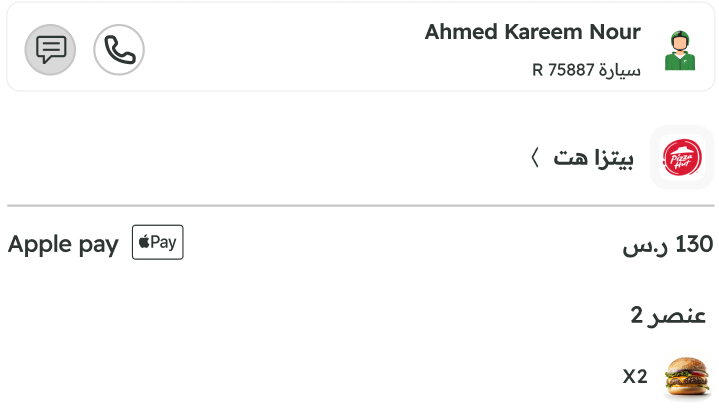 Ahmed Kareem Nour
سيارة R 75887
بيتزا هت
Pizza Hut
130 ر.س
Apple pay
Pay
عنصر 2
X2